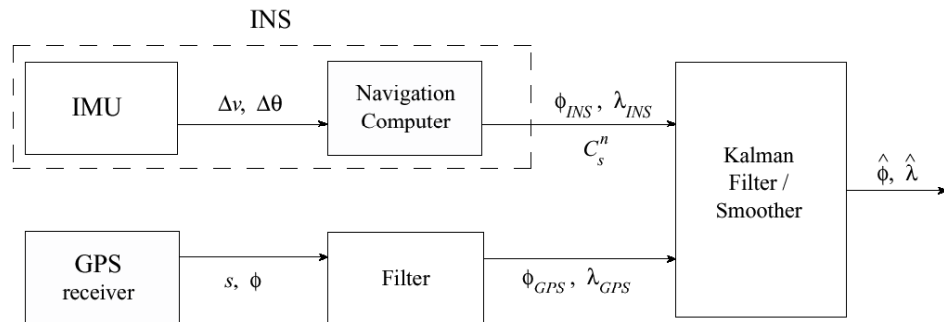 INS
IMU
Δv, Δθ
Navigation
Computer
ϕ_INS , λ_INS
C_s^n
Kalman
Filter /
Smoother
ϕ̂, λ̂
GPS
receiver
s, ϕ
Filter
ϕ_GPS , λ_GPS